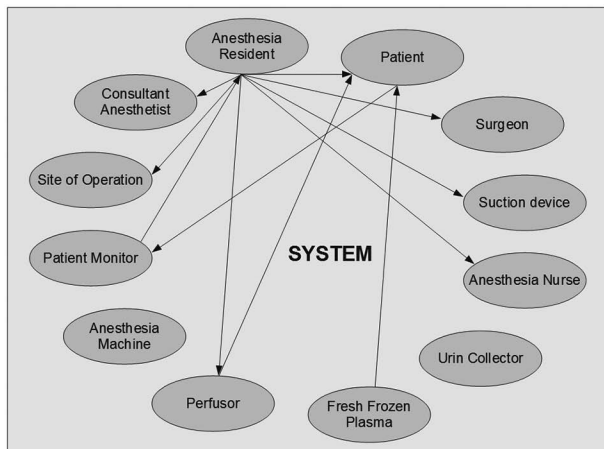 Anesthesia
Resident
Patient
Consultant
Anesthetist
Surgeon
Site of Operation
Suction device
Patient Monitor
SYSTEM
Anesthesia Nurse
Anesthesia
Machine
Urin Collector
Perfusor
Fresh Frozen
Plasma